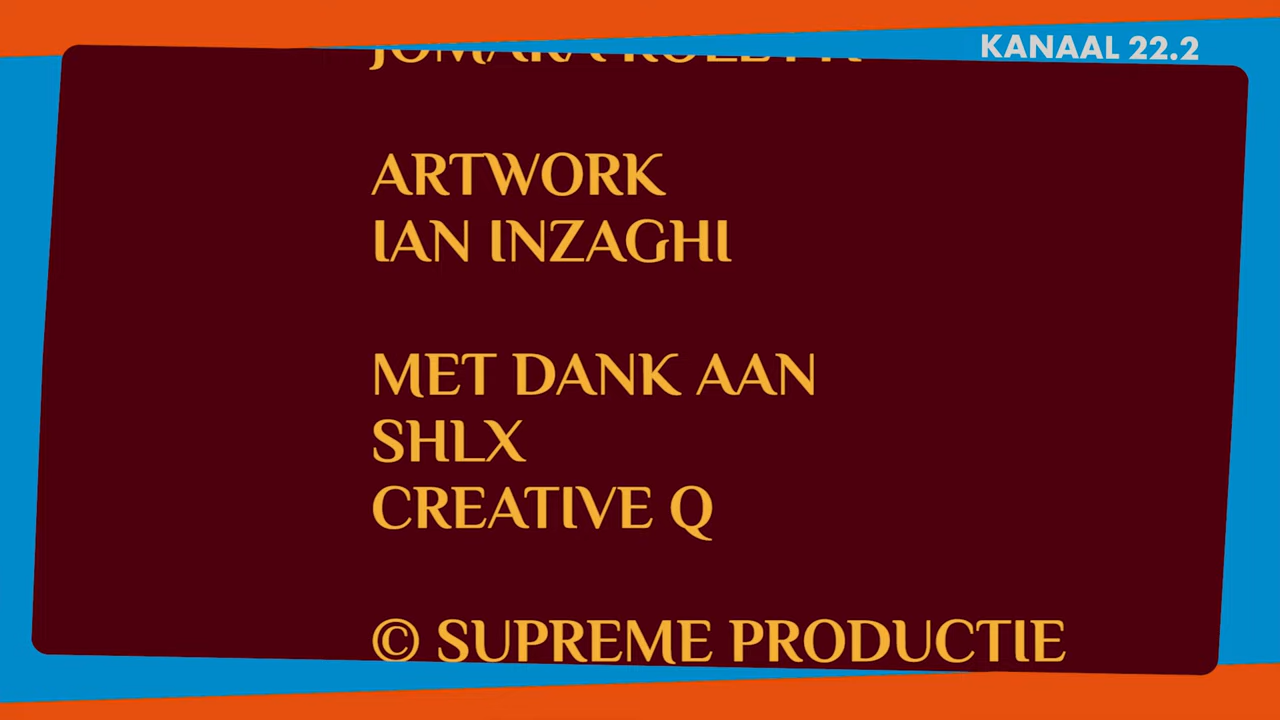 KANAAL 22.2
ARTWORK
IAN INZAGHI
MET DANK AAN
SHLX
CREATIVE Q
© SUPREME PRODUCTIE